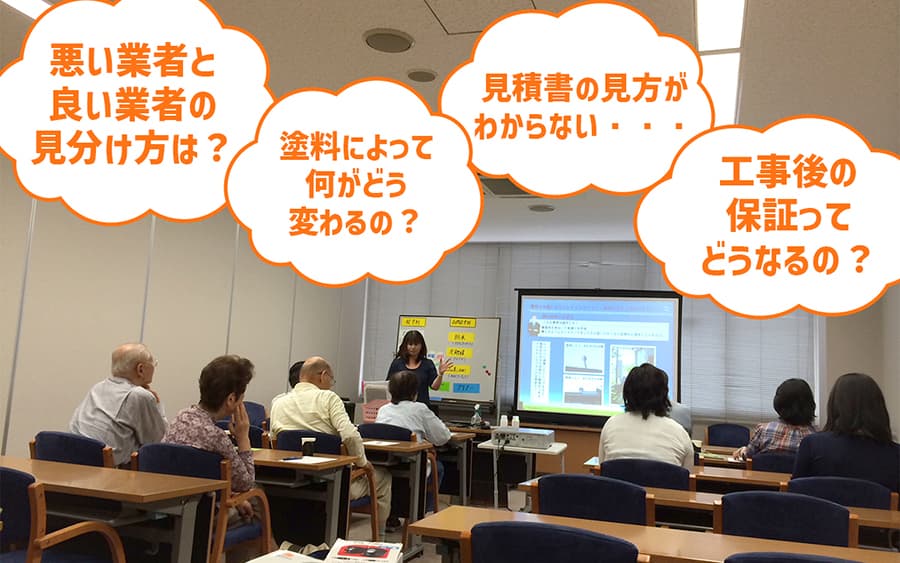 悪い業者と
良い業者の
見分け方は？
塗料によって
何がどう
変わるの？
見積書の見方が
わからない・・・
工事後の
保証って
どうなるの？